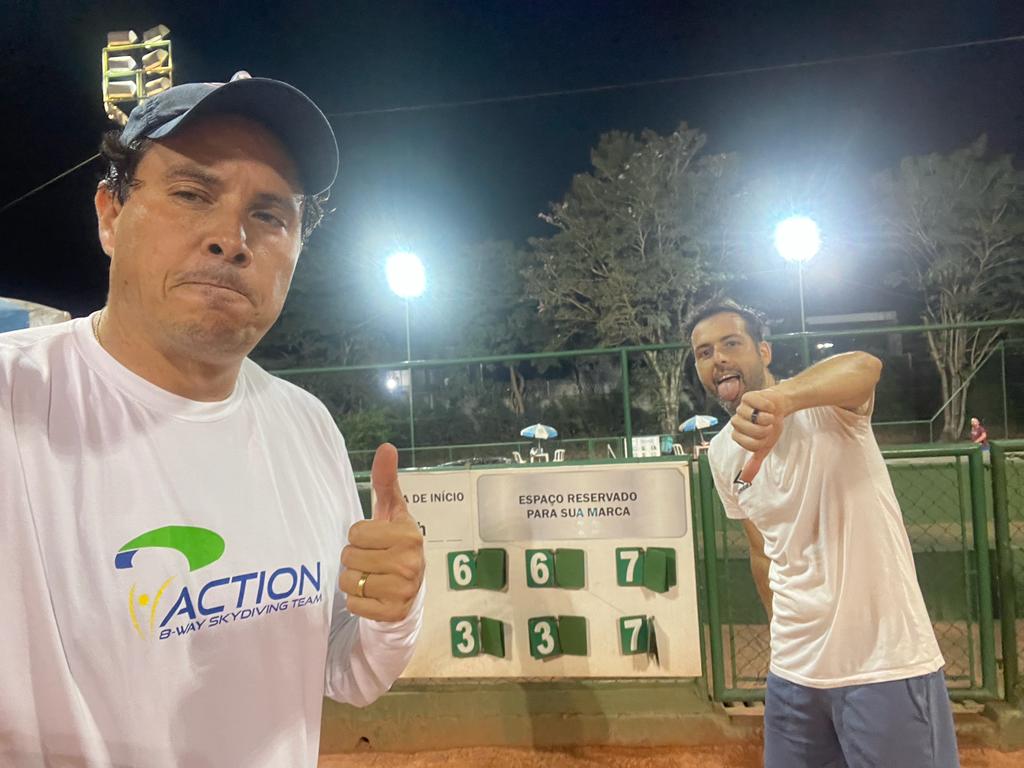 A DE INÍCIO
h
ESPAÇO RESERVADO
PARA SUA MARCA
6 6 7
3 3 7
ACTION
8-WAY SKYDIVING TEAM